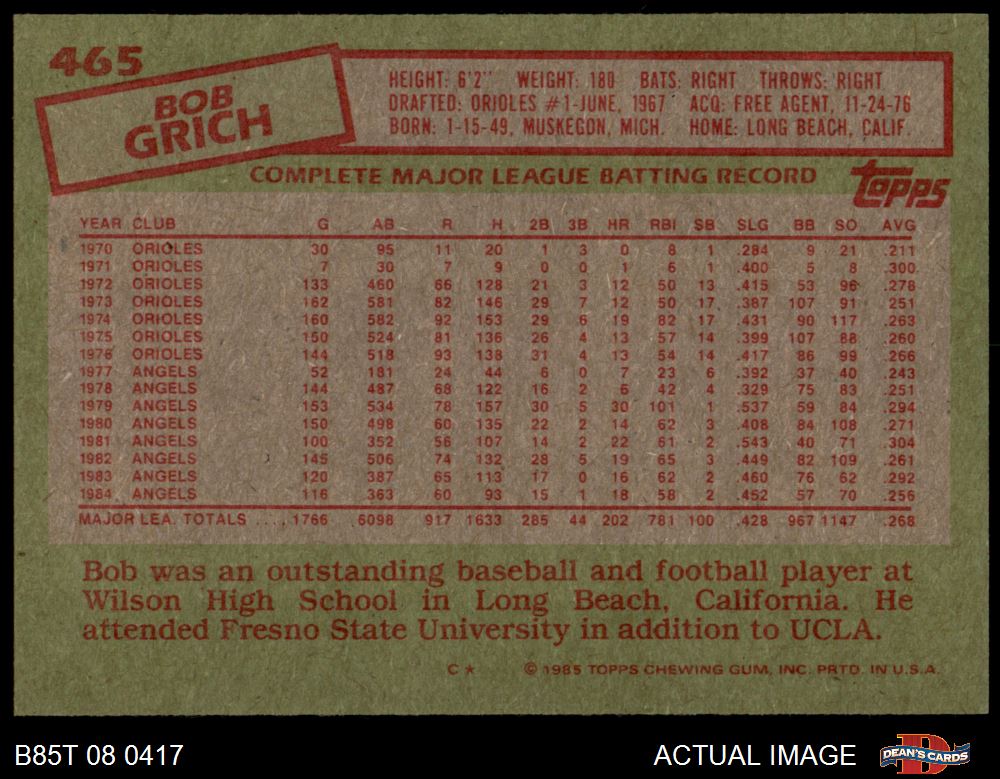 465
BOB
GRICH
HEIGHT: 6'2" WEIGHT: 180 BATS: RIGHT THROWS: RIGHT
DRAFTED: ORIOLES #1-JUNE, 1967 ACQ: FREE AGENT, 11-24-76
BORN: 1-15-49, MUSKEGON, MICH. HOME: LONG BEACH, CALIF.
COMPLETE MAJOR LEAGUE BATTING RECORD
TOPPS
YEAR CLUB G AB R H 2B 3B HR RBI SB SLG BB SO AVG
1970 ORIOLES 30 95 11 20 1 3 0 8 1 .284 9 21 .211
1971 ORIOLES 7 30 7 9 0 0 1 6 1 .400 5 8 .300
1972 ORIOLES 133 460 66 128 21 3 12 50 13 .415 53 96 .278
1973 ORIOLES 162 581 82 146 29 7 12 50 17 .387 107 91 .251
1974 ORIOLES 160 582 92 153 29 6 19 82 17 .431 90 117 .263
1975 ORIOLES 150 524 81 136 26 4 13 57 14 .399 107 88 .260
1976 ORIOLES 144 518 93 138 31 4 13 54 14 .417 86 99 .266
1977 ANGELS 52 181 24 44 6 0 7 23 6 .392 37 40 .243
1978 ANGELS 144 487 68 122 16 2 6 42 4 .329 75 83 .251
1979 ANGELS 153 534 78 157 30 5 30 101 1 .537 59 84 .294
1980 ANGELS 150 498 60 135 22 2 14 62 3 .408 84 108 .271
1981 ANGELS 100 352 56 107 14 2 22 61 2 .543 40 71 .304
1982 ANGELS 145 506 74 132 28 5 19 65 3 .449 82 109 .261
1983 ANGELS 120 387 65 113 17 0 16 62 2 .460 76 62 .292
1984 ANGELS 116 363 60 93 15 1 18 58 2 .452 57 70 .256
MAJOR LEA. TOTALS .... 1766 6098 917 1633 285 44 202 781 100 .428 967 1147 .268
Bob was an outstanding baseball and football player at
Wilson High School in Long Beach, California. He
attended Fresno State University in addition to UCLA.
C* © 1985 TOPPS CHEWING GUM, INC. PRTD. IN U.S.A.
B85T 08 0417 ACTUAL IMAGE DEAN'S CARDS